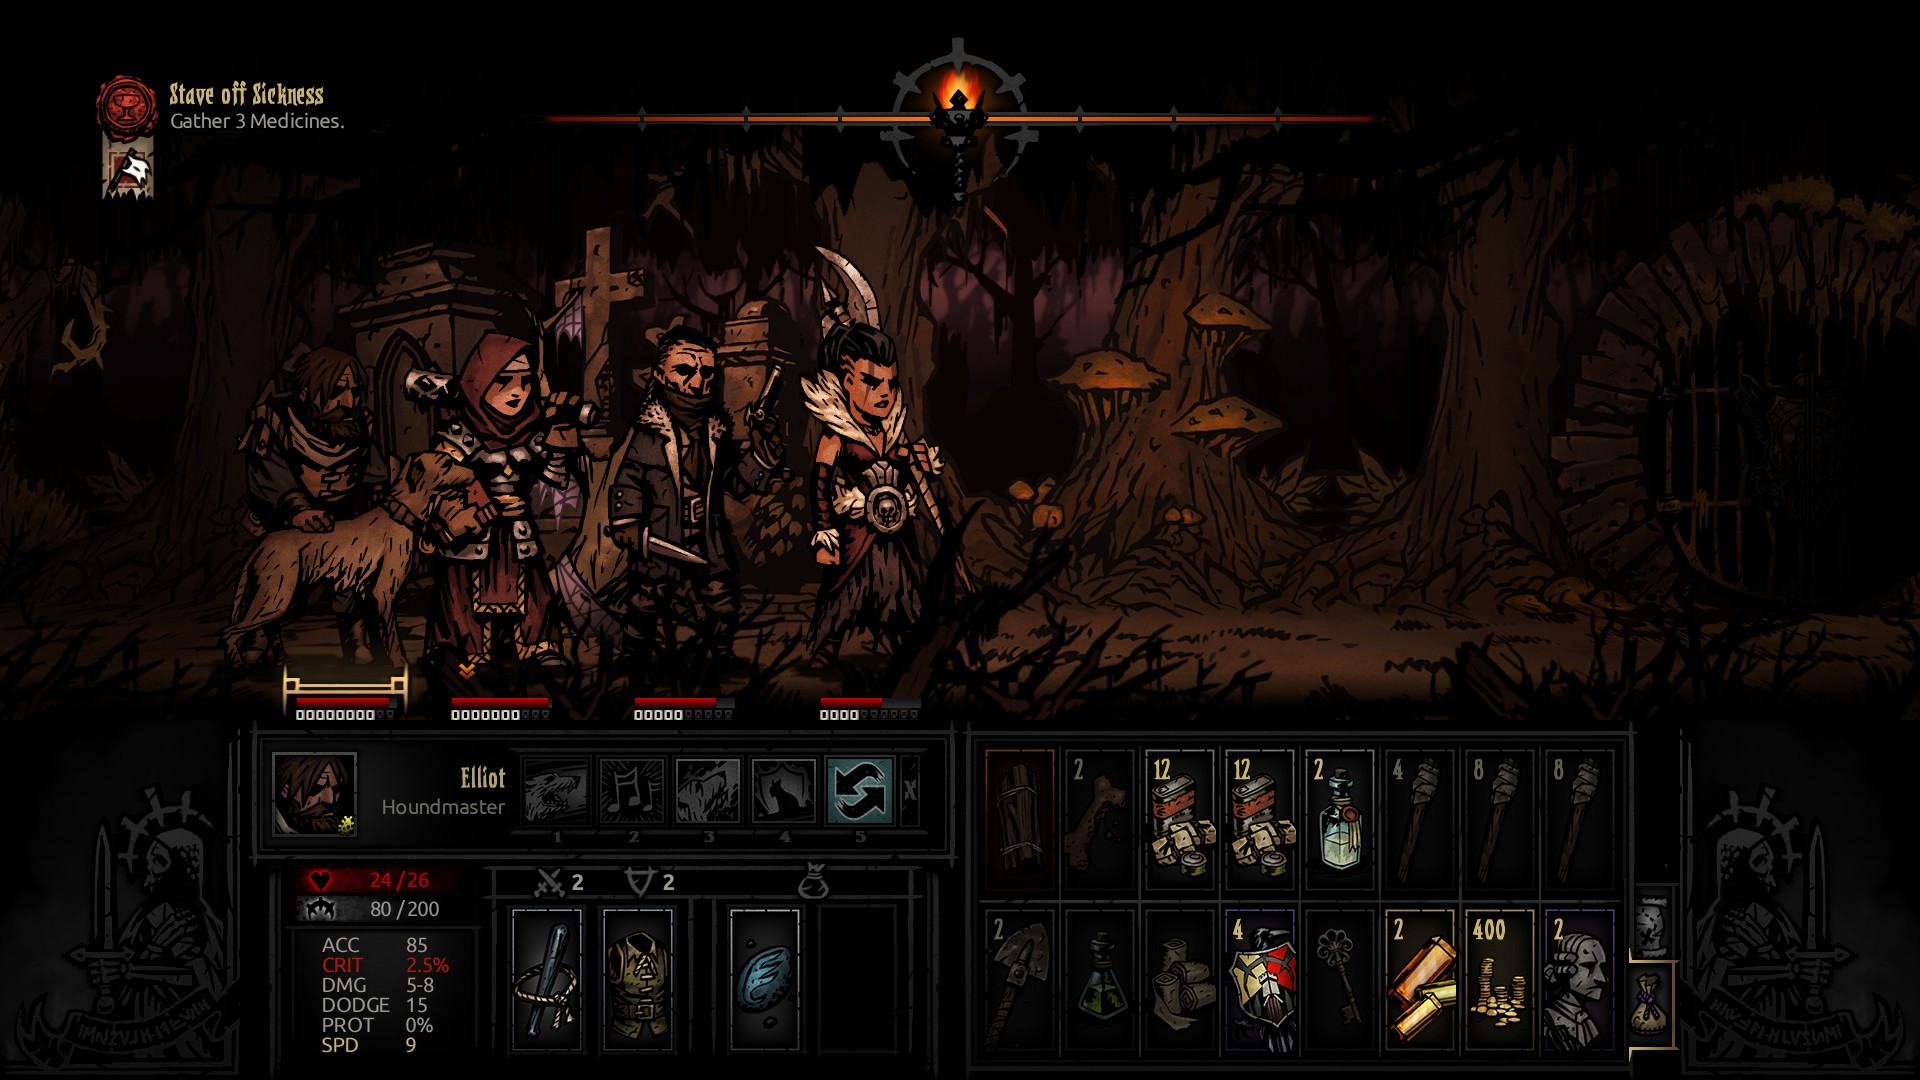 Stave off Sickness
Gather 3 Medicines.
Elliot
Houndmaster
1 2 3 4 5
24 / 26
80 / 200
ACC 85
CRIT 2.5%
DMG 5-8
DODGE 15
PROT 0%
SPD 9
2 2
2 12 12 2 4 8 8
2 4 2 400 2